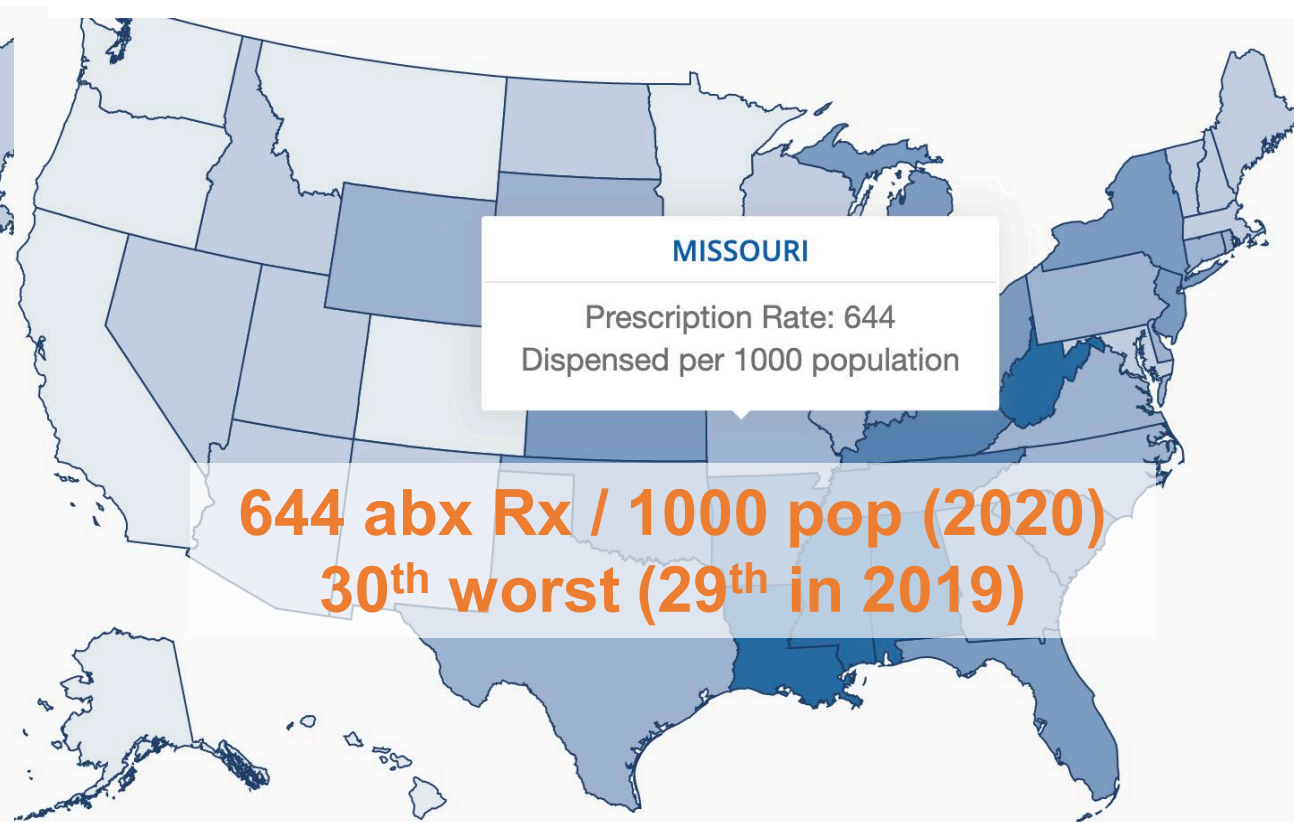 MISSOURI
Prescription Rate: 644
Dispensed per 1000 population
644 abx Rx / 1000 pop (2020)
30th worst (29th in 2019)